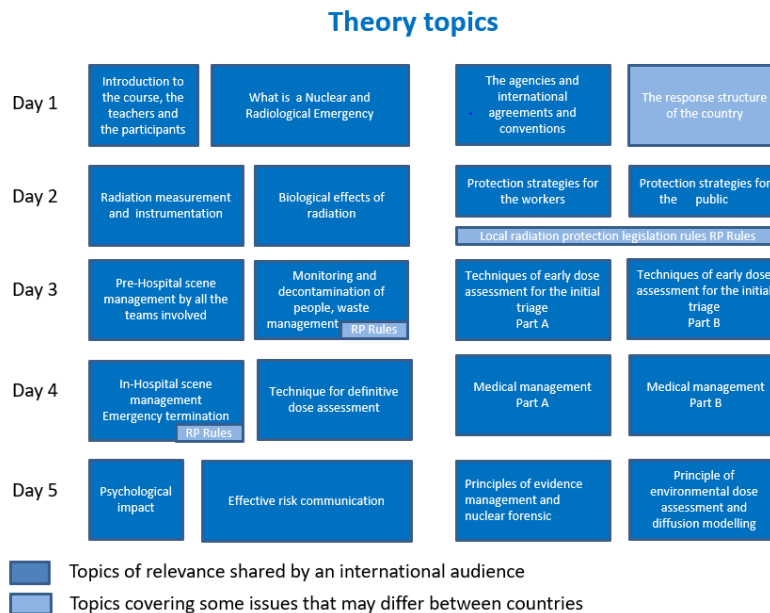 Theory topics
Day 1
Introduction to
the course, the
teachers and
the participants
What is a Nuclear and
Radiological Emergency
The agencies and
international
agreements and
conventions
The response structure
of the country
Day 2
Radiation measurement
and instrumentation
Biological effects of
radiation
Protection strategies for
the workers
Protection strategies for
the public
Local radiation protection legislation rules RP Rules
Day 3
Pre-Hospital scene
management by all the
teams involved
Monitoring and
decontamination of
people, waste
management
RP Rules
Techniques of early dose
assessment for the initial
triage
Part A
Techniques of early dose
assessment for the initial
triage
Part B
Day 4
In-Hospital scene
management
Emergency termination
RP Rules
Technique for definitive
dose assessment
Medical management
Part A
Medical management
Part B
Day 5
Psychological
impact
Effective risk communication
Principles of evidence
management and
nuclear forensic
Principle of
environmental dose
assessment and
diffusion modelling
Topics of relevance shared by an international audience
Topics covering some issues that may differ between countries